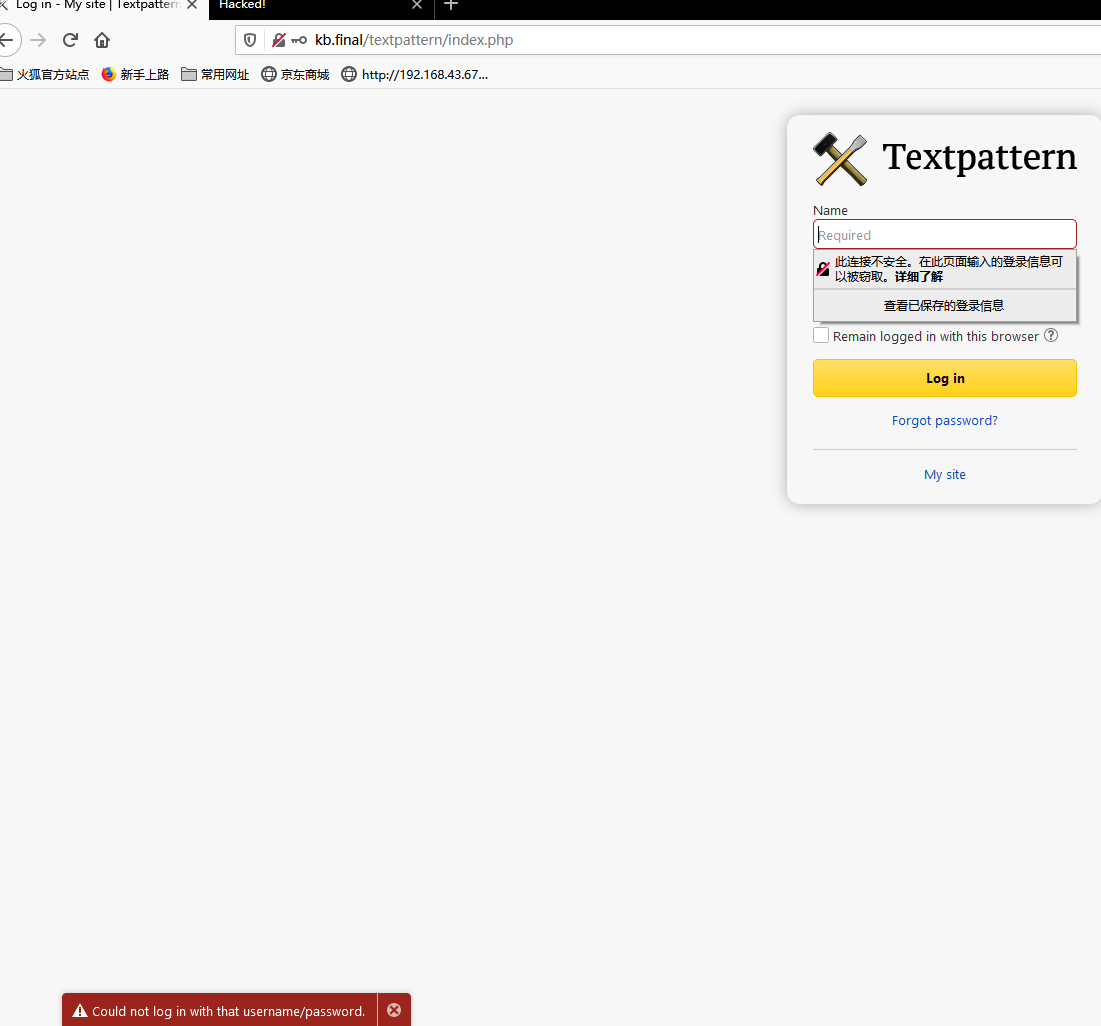 Log in - My site | Textpattern
Hacked!
kb.final/textpattern/index.php
火狐官方站点 新手上路 常用网址 京东商城 http://192.168.43.67...
Textpattern
Name
Required
此连接不安全。在此页面输入的登录信息可
以被窃取。详细了解
查看已保存的登录信息
Remain logged in with this browser ?
Log in
Forgot password?
My site
Could not log in with that username/password.